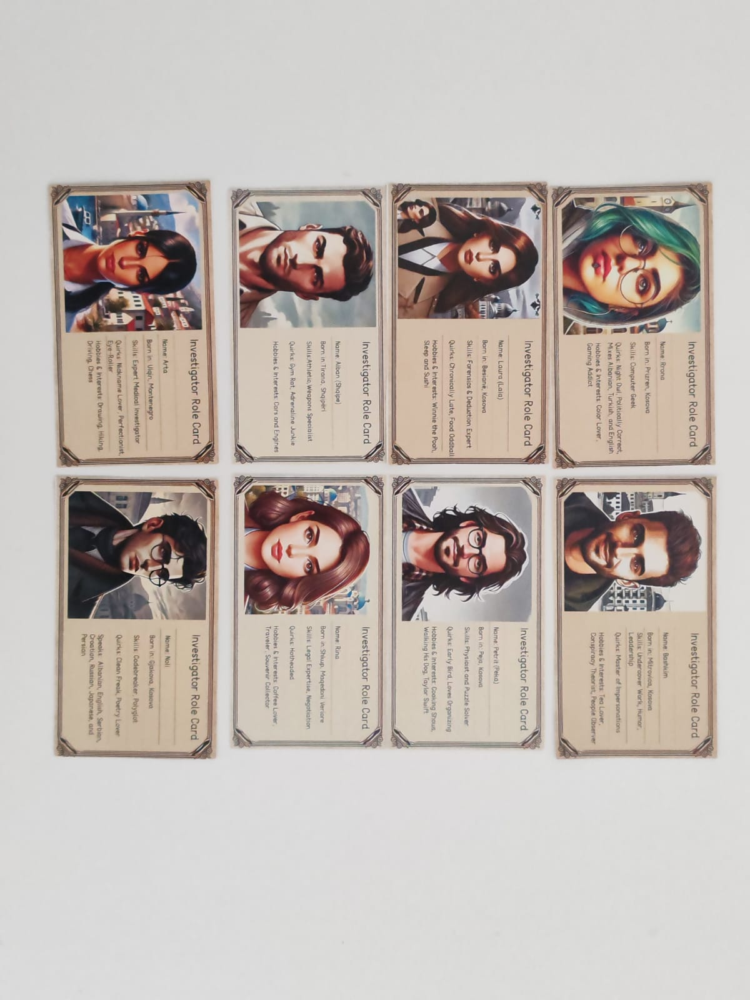 Investigator Role Card
Name: Rrona
Born in: Prizren, Kosova
Skills: Computer Geek
Quirks: Night Owl, Politically Correct,
Mixes Albanian, Turkish, and English
Hobbies & Interests: Color Lover,
Gaming Addict
Investigator Role Card
Name: Bashkim
Born in: Mitrovica, Kosova
Skills: Undercover Work, Humor,
Leadership
Quirks: Master of Impersonations
Hobbies & Interests: Tea Lover,
Conspiracy Theorist, People Observer
Investigator Role Card
Name: Laura (Lala)
Born in: Besianë, Kosova
Skills: Forensics & Deduction Expert
Quirks: Chronically Late, Food Oddball
Hobbies & Interests: Winnie the Pooh,
Sleep and Sushi
Investigator Role Card
Name: Petrit (Peka)
Born in: Peja, Kosova
Skills: Physicist and Puzzle Solver
Quirks: Early Bird, Loves Organizing
Hobbies & Interests: Cooking Shows,
Walking His Dog, Taylor Swift
Investigator Role Card
Name: Alban (Shqipe)
Born in: Tirana, Shqipëri
Skills: Athletic, Weapons Specialist
Quirks: Gym Rat, Adrenaline Junkie
Hobbies & Interests: Cars and Engines
Investigator Role Card
Name: Rina
Born in: Shkup, Maqedoni Veriore
Skills: Legal Expertise, Negotiation
Quirks: Hotheaded
Hobbies & Interests: Coffee Lover,
Traveler, Souvenir Collector
Investigator Role Card
Name: Arta
Born in: Ulqin, Montenegro
Skills: Expert Medical Investigator
Quirks: Nickname Lover, Perfectionist,
Eye-Roller
Hobbies & Interests: Drawing, Hiking,
Driving, Chess
Investigator Role Card
Name: Noli
Born in: Gjakova, Kosova
Skills: Codebreaker, Polyglot
Quirks: Clean Freak, Poetry Lover
Speaks: Albanian, English, Serbian,
Croatian, Russian, Japanese, and
Persian